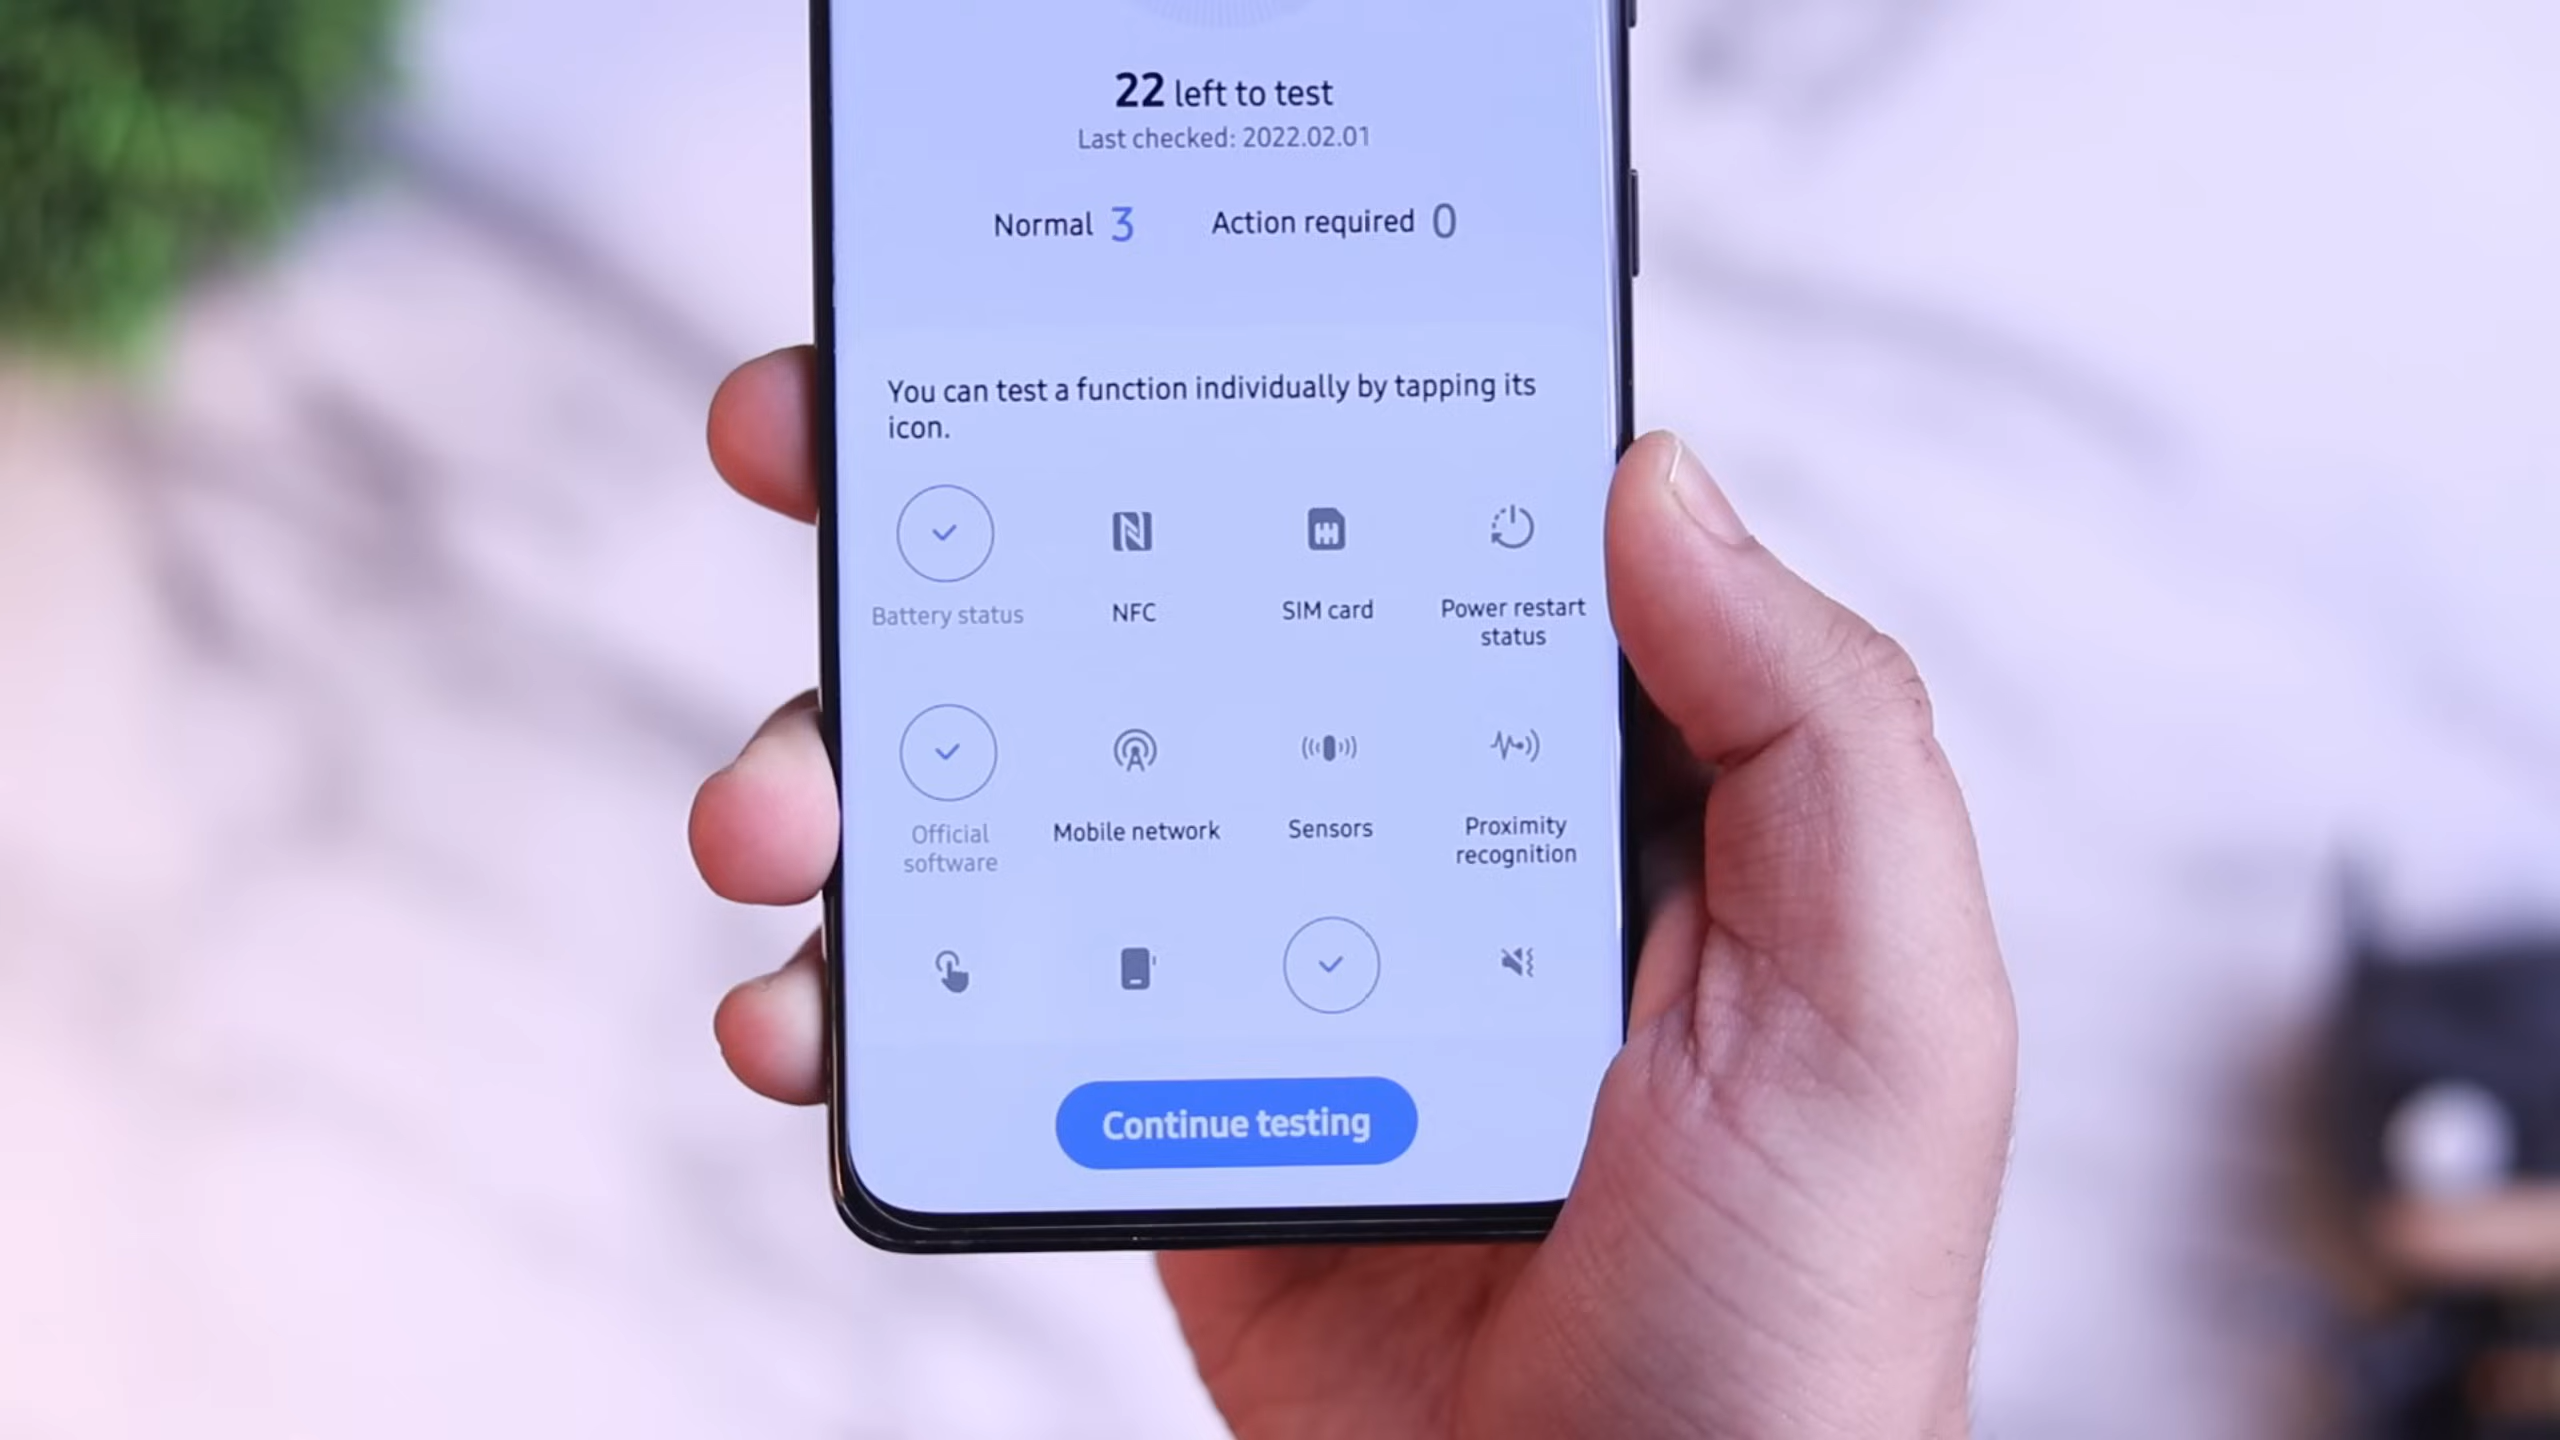 22 left to test
Last checked: 2022.02.01
Normal 3 Action required 0
You can test a function individually by tapping its
icon.
Battery status NFC SIM card Power restart
status
Official
software
Mobile network Sensors Proximity
recognition
Continue testing